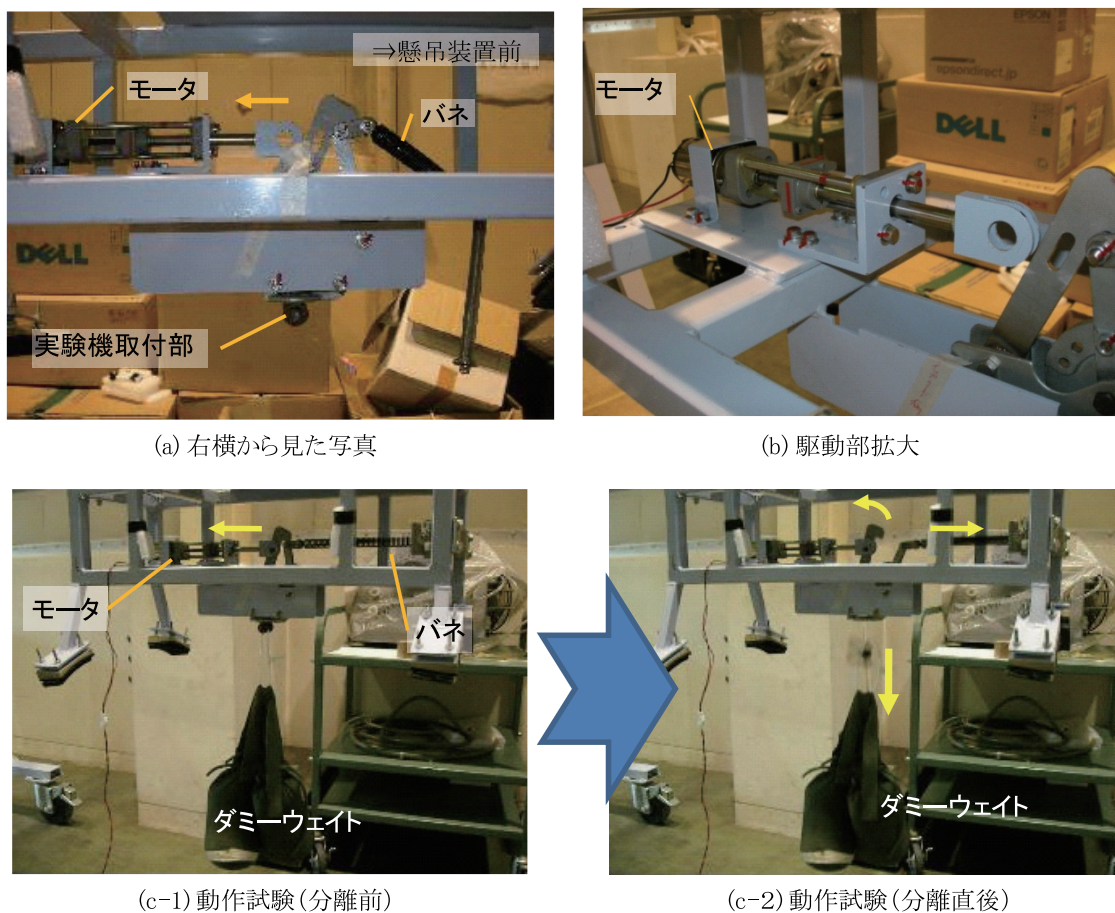 ⇒懸吊装置前
モータ
バネ
DELL
実験機取付部
(a) 右横から見た写真
EPSON
epsondirect.jp
モータ
DELL
(b) 駆動部拡大
モータ
バネ
ダミーウェイト
(c-1) 動作試験(分離前)
ダミーウェイト
(c-2) 動作試験(分離直後)